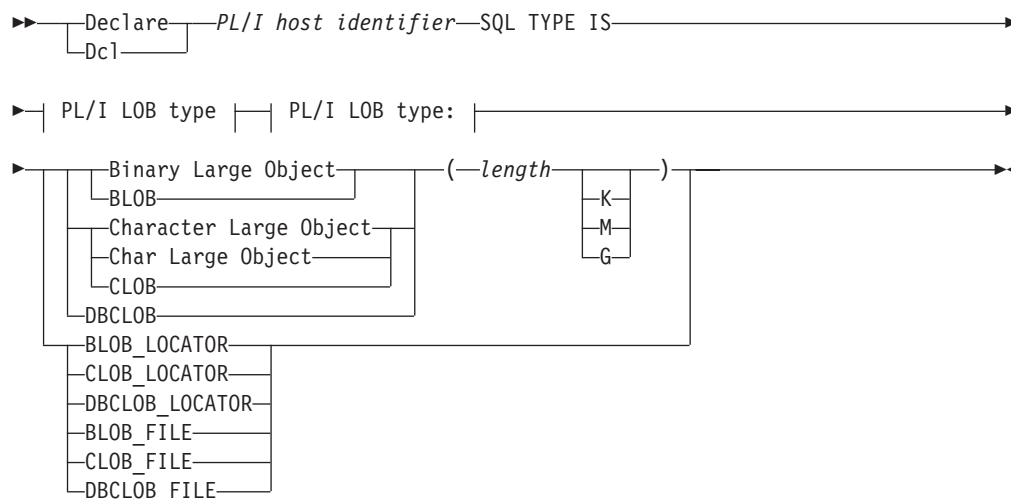 Declare PL/I host identifier SQL TYPE IS
Dcl
PL/I LOB type PL/I LOB type:
Binary Large Object ( length )
BLOB K
Character Large Object M
Char Large Object G
CLOB
DBCLOB
BLOB_LOCATOR
CLOB_LOCATOR
DBCLOB_LOCATOR
BLOB_FILE
CLOB_FILE
DBCLOB_FILE